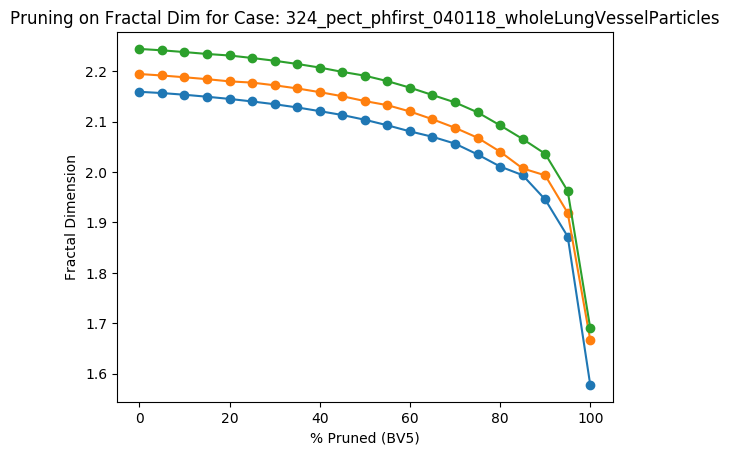 Pruning on Fractal Dim for Case: 324_pect_phfirst_040118_wholeLungVesselParticles
2.2
2.1
2.0
1.9
1.8
1.7
1.6
Fractal Dimension
0 20 40 60 80 100
% Pruned (BV5)